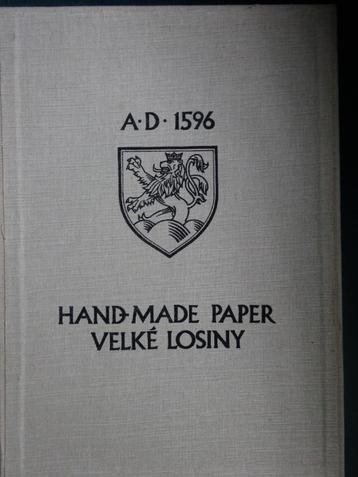 A·D· 1596
HAND-MADE PAPER
VELKÉ LOSINY